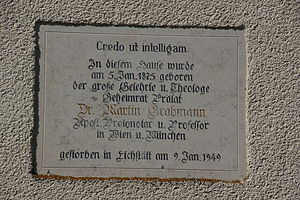 Credo ut intelligam.
In diesem Hause wurde
am 5. Jan. 1875 geboren
der große Gelehrte u. Theologe
Geheimrat Prälat
Dr. Martin Grabmann
Apost. Protonotar u. Professor
in Wien u. München
gestorben in Eichstätt am 9. Jan. 1949